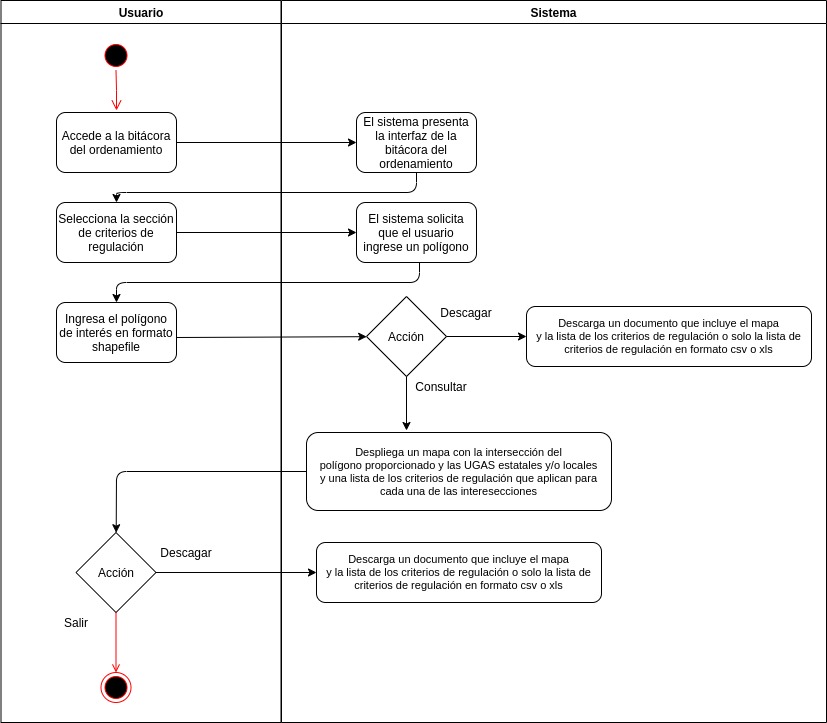 Usuario
Sistema
Accede a la bitácora
del ordenamiento
El sistema presenta
la interfaz de la
bitácora del
ordenamiento
Selecciona la sección
de criterios de
regulación
El sistema solicita
que el usuario
ingrese un polígono
Ingresa el polígono
de interés en formato
shapefile
Acción
Descagar
Descarga un documento que incluye el mapa
y la lista de los criterios de regulación o solo la lista de
criterios de regulación en formato csv o xls
Consultar
Despliega un mapa con la intersección del
polígono proporcionado y las UGAS estatales y/o locales
y una lista de los criterios de regulación que aplican para
cada una de las interesecciones
Acción
Descagar
Descarga un documento que incluye el mapa
y la lista de los criterios de regulación o solo la lista de
criterios de regulación en formato csv o xls
Salir